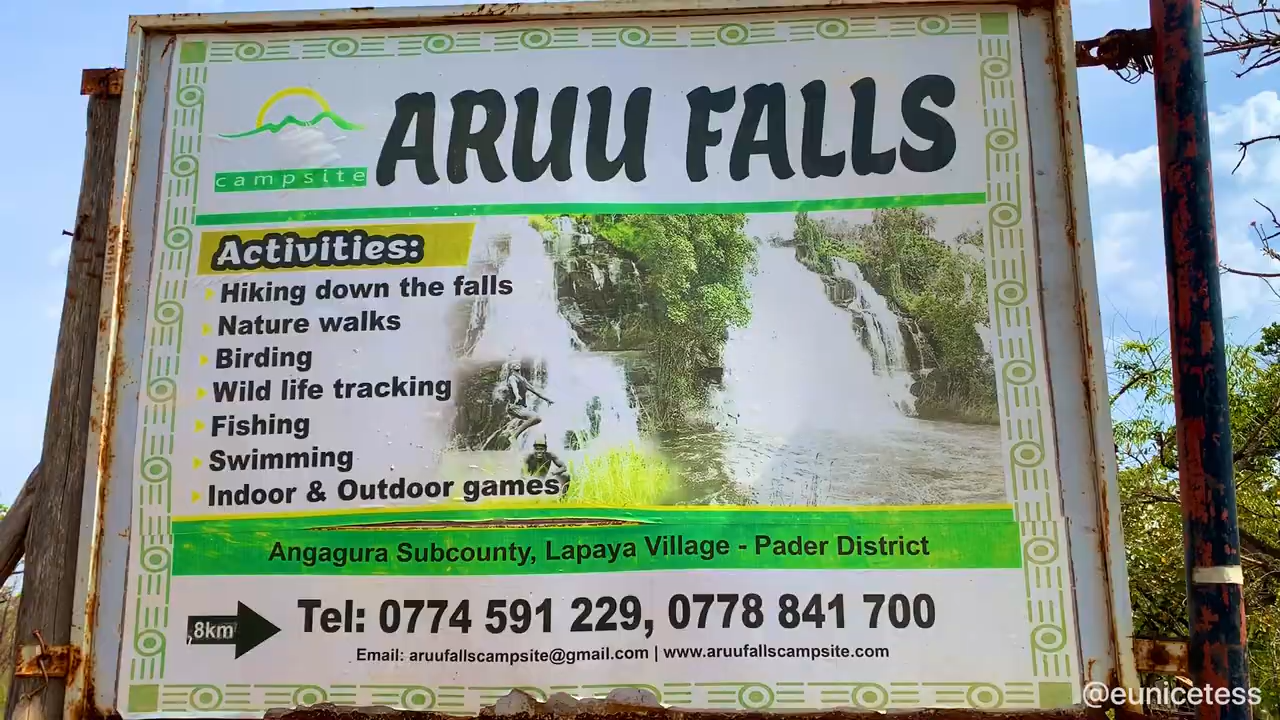 campsite
ARUU FALLS
Activities:
Hiking down the falls
Nature walks
Birding
Wild life tracking
Fishing
Swimming
Indoor & Outdoor games
Angagura Subcounty, Lapaya Village - Pader District
.8km
Tel: 0774 591 229, 0778 841 700
Email: aruufallscampsite@gmail.com | www.aruufallscampsite.com
@eunicetess